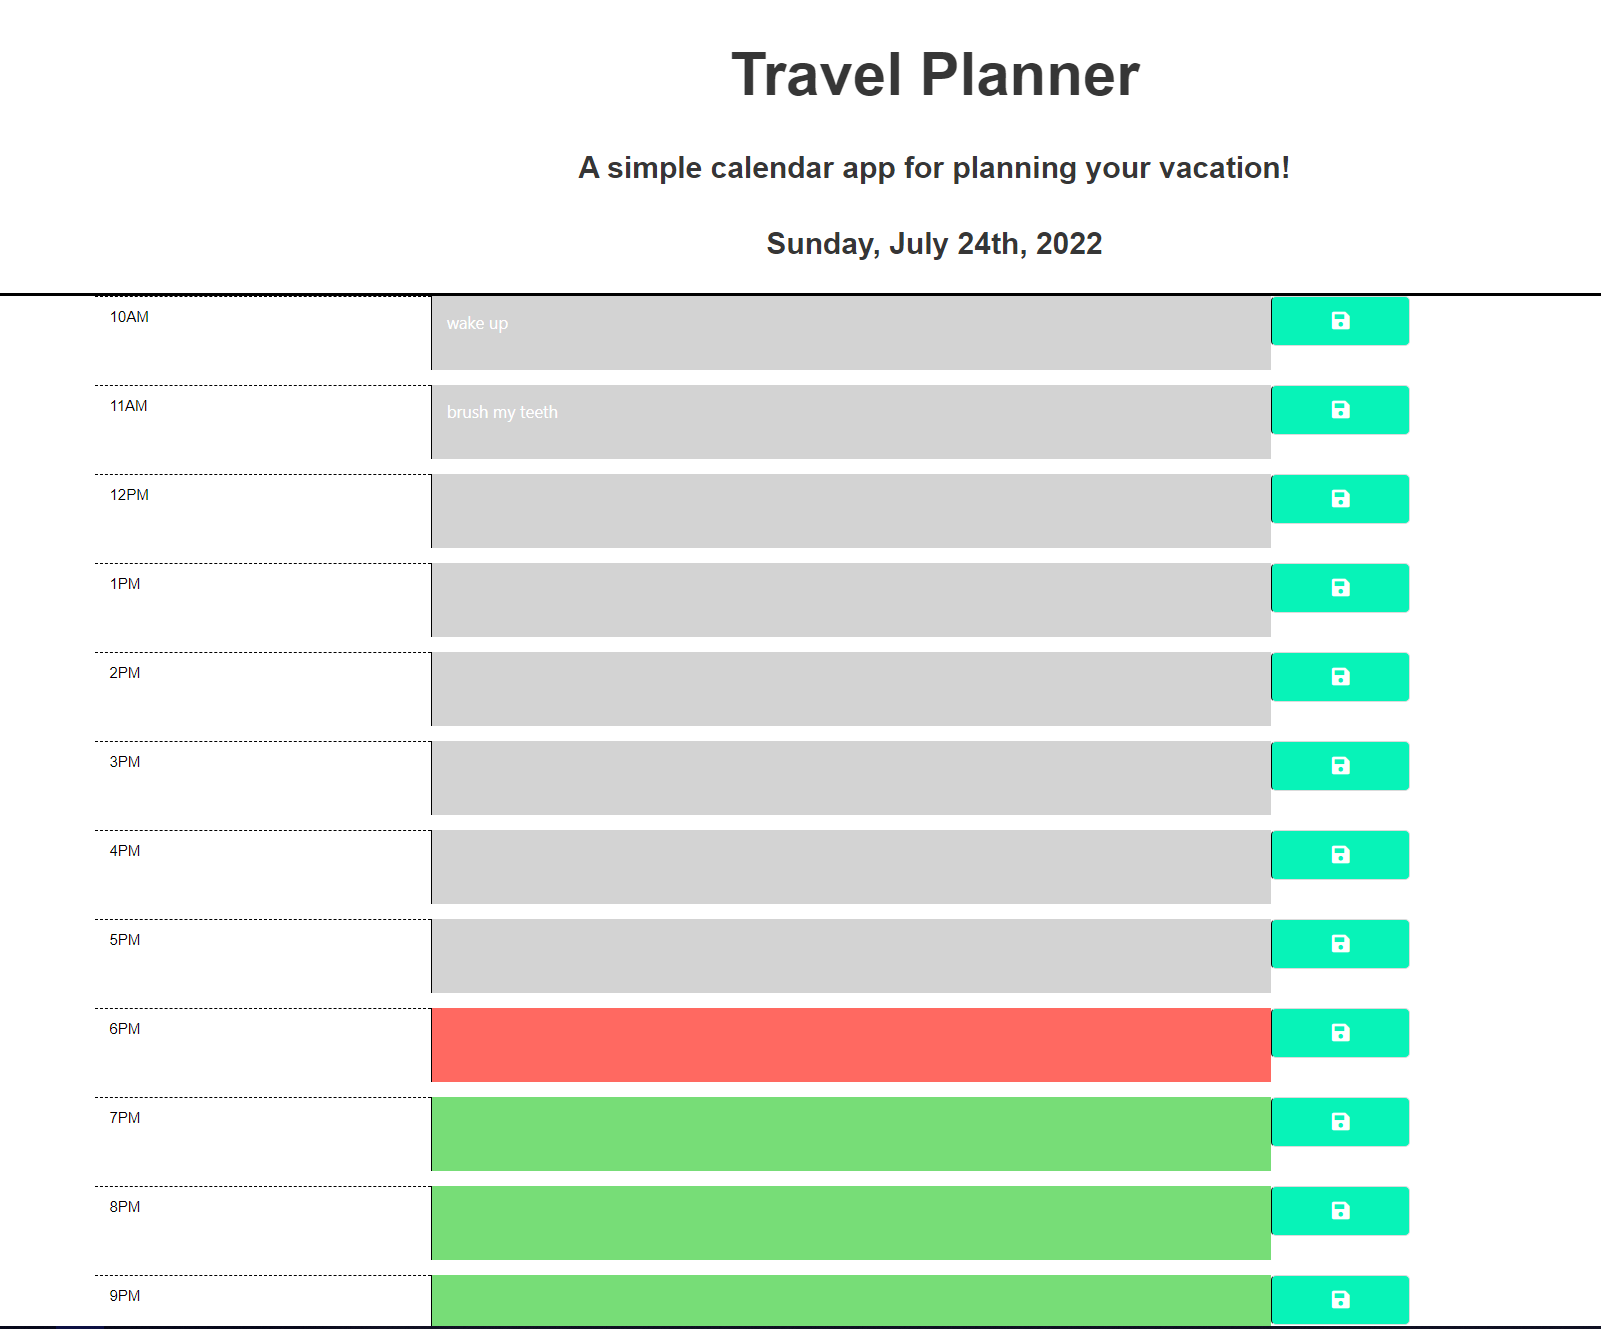 Travel Planner
A simple calendar app for planning your vacation!
Sunday, July 24th, 2022
10AM
wake up
11AM
brush my teeth
12PM
1PM
2PM
3PM
4PM
5PM
6PM
7PM
8PM
9PM